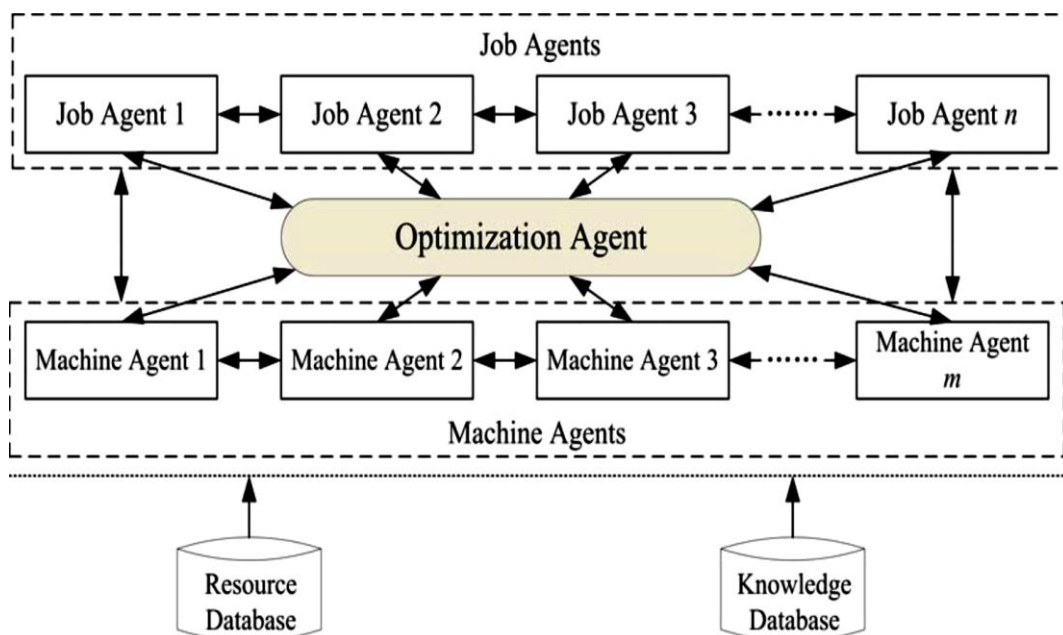 Job Agents
Job Agent 1
Job Agent 2
Job Agent 3
......
Job Agent n
Optimization Agent
Machine Agent 1
Machine Agent 2
Machine Agent 3
......
Machine Agent
m
Machine Agents
Resource
Database
Knowledge
Database